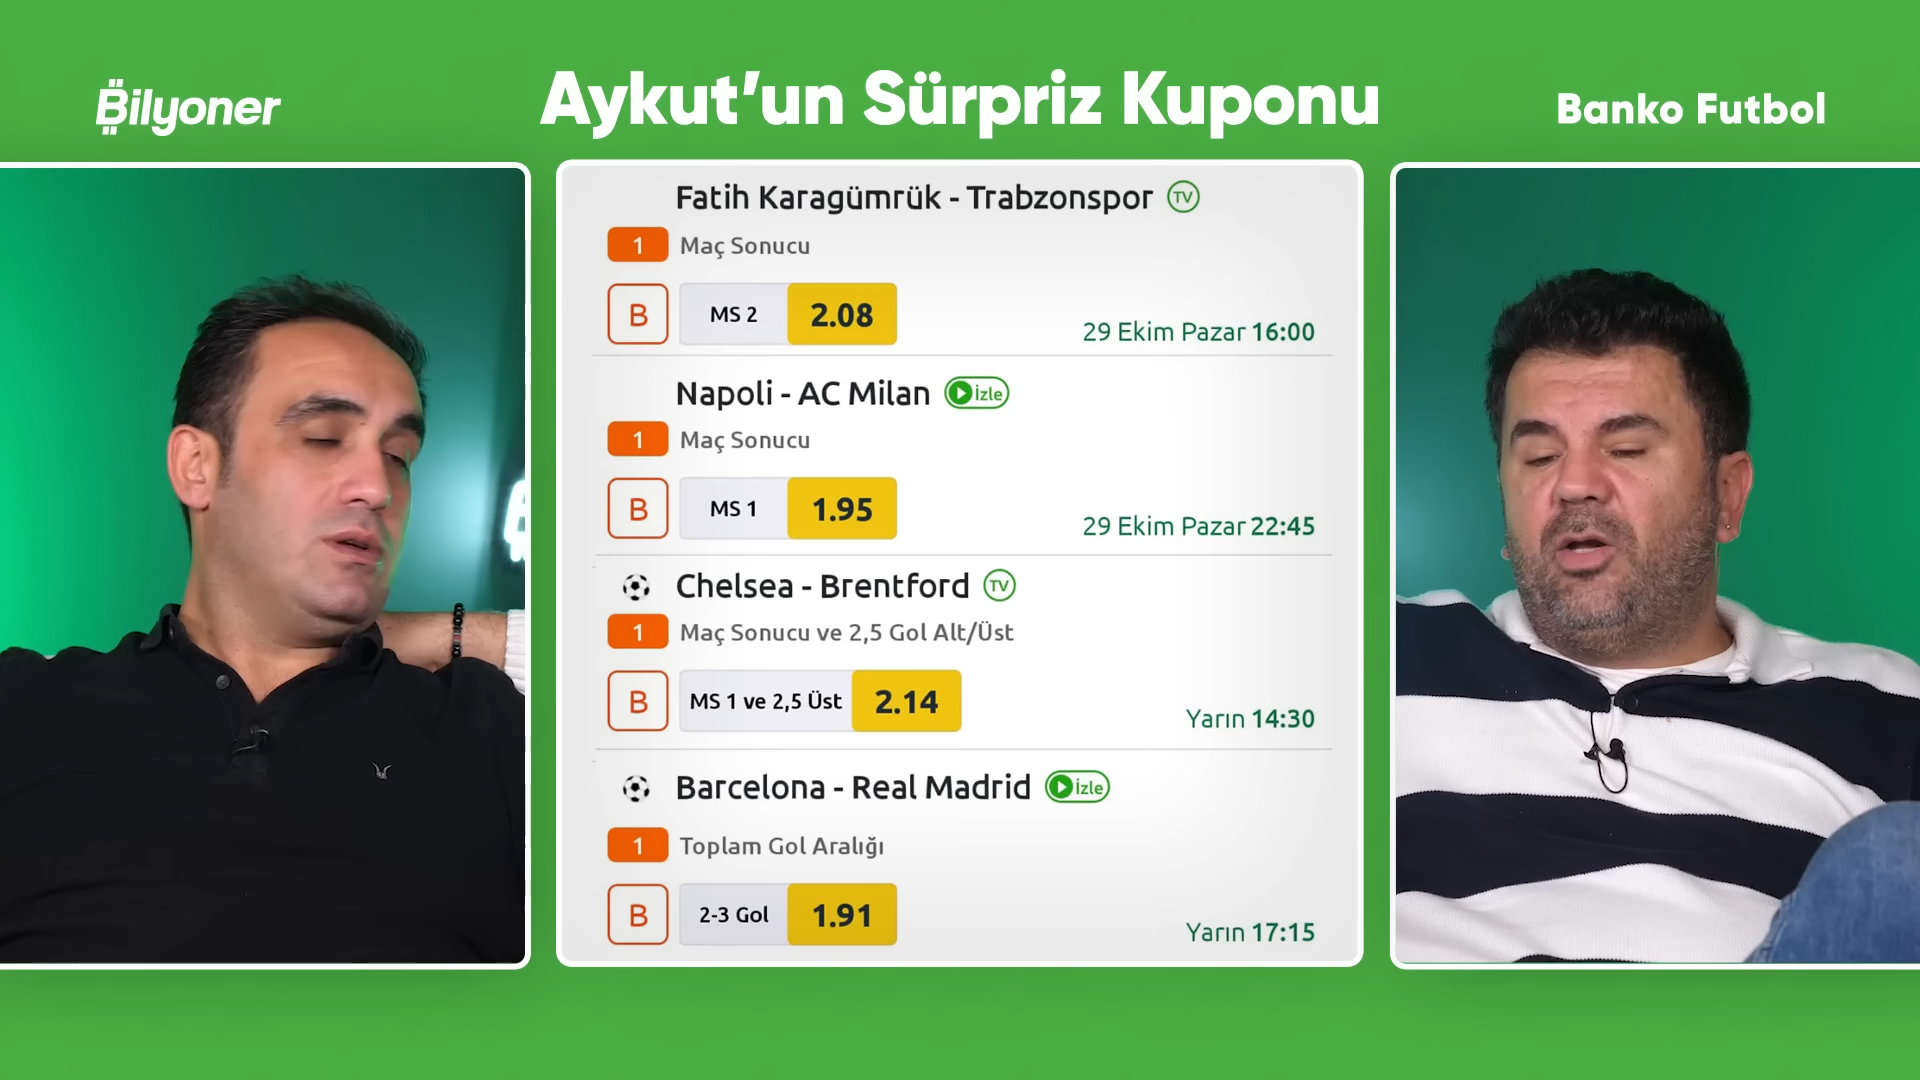 Bilyoner
Aykut'un Sürpriz Kuponu
Banko Futbol
Fatih Karagümrük - Trabzonspor TV
1 Maç Sonucu
B MS 2 2.08
29 Ekim Pazar 16:00
Napoli - AC Milan İzle
1 Maç Sonucu
B MS 1 1.95
29 Ekim Pazar 22:45
Chelsea - Brentford TV
1 Maç Sonucu ve 2,5 Gol Alt/Üst
B MS 1 ve 2,5 Üst 2.14
Yarın 14:30
Barcelona - Real Madrid İzle
1 Toplam Gol Aralığı
B 2-3 Gol 1.91
Yarın 17:15